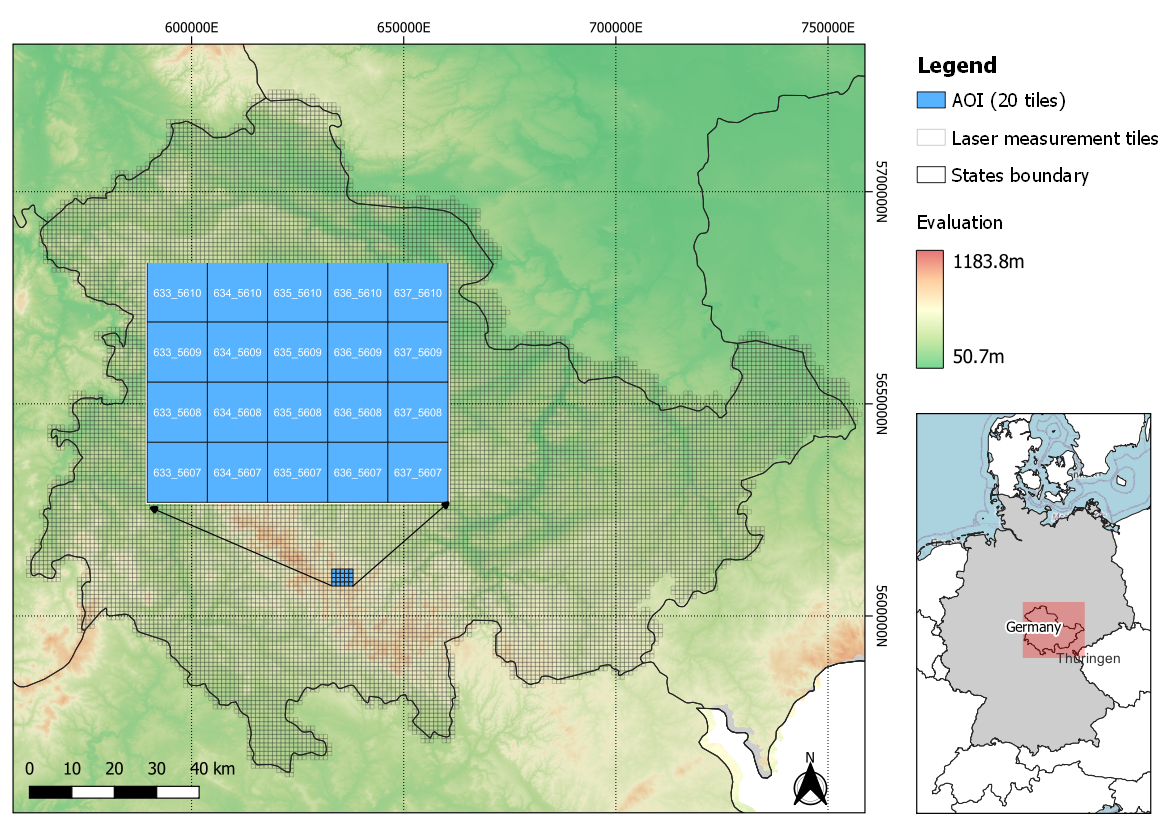 600000E 650000E 700000E 750000E
Legend
AOI (20 tiles)
Laser measurement tiles
States boundary
Evaluation
1183.8m
50.7m
5700000N
5650000N
5600000N
633_5610 634_5610 635_5610 636_5610 637_5610
633_5609 634_5609 635_5609 636_5609 637_5609
633_5608 634_5608 635_5608 636_5608 637_5608
633_5607 634_5607 635_5607 636_5607 637_5607
0 10 20 30 40 km
N
Germany
Thüringen